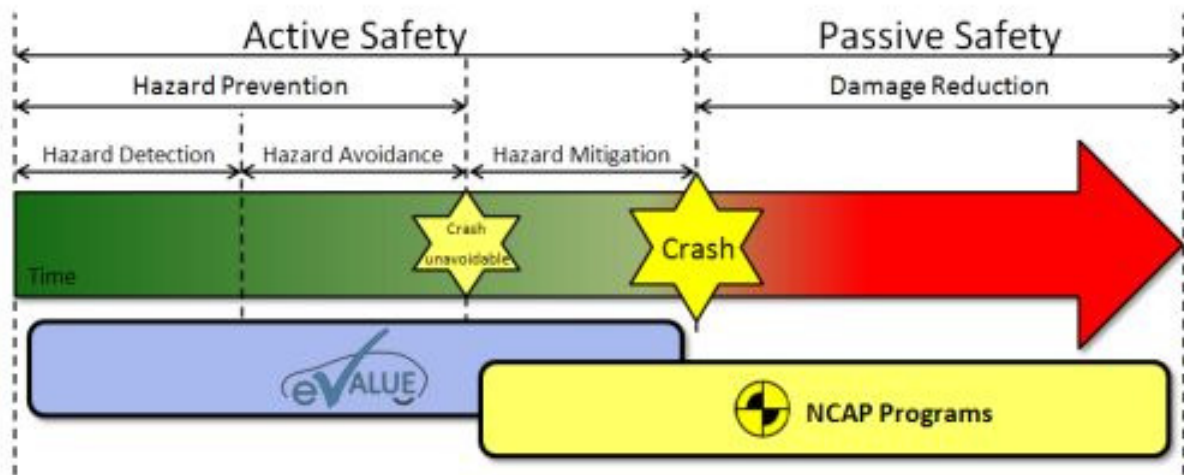 Active Safety
Passive Safety
Hazard Prevention
Damage Reduction
Hazard Detection
Hazard Avoidance
Hazard Mitigation
Crash
unavoidable
Crash
Time
eVALUE
NCAP Programs